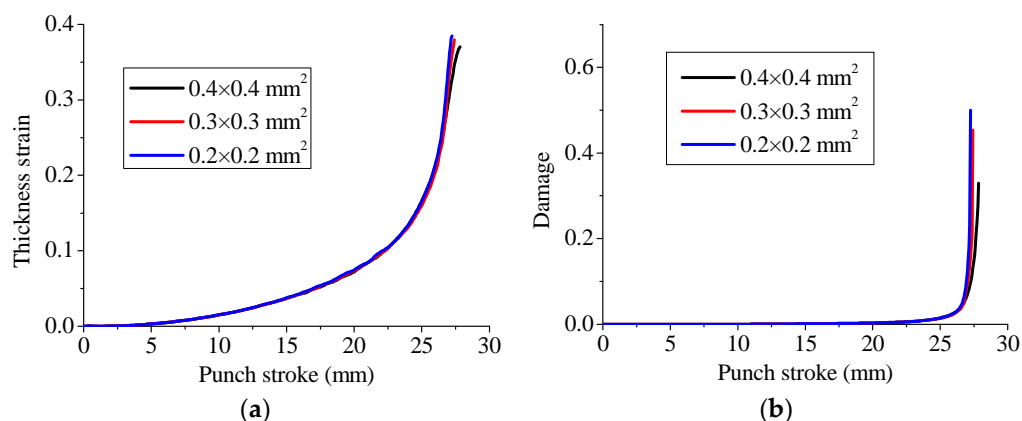 0.4
0.3
0.2
0.1
0.0
Thickness strain
0.4×0.4 mm²
0.3×0.3 mm²
0.2×0.2 mm²
0 5 10 15 20 25 30
Punch stroke (mm)
(a)
0.6
0.4
0.2
0.0
Damage
0.4×0.4 mm²
0.3×0.3 mm²
0.2×0.2 mm²
0 5 10 15 20 25 30
Punch stroke (mm)
(b)